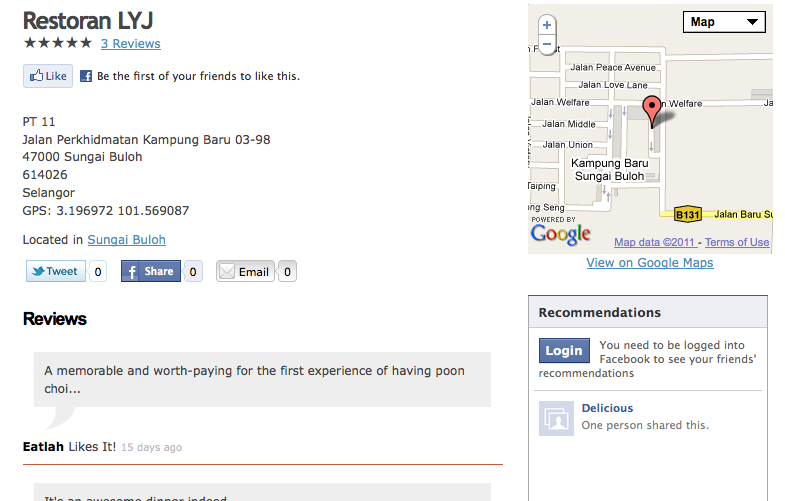 Restoran LYJ
★★★★★ 3 Reviews
Like Be the first of your friends to like this.
PT 11
Jalan Perkhidmatan Kampung Baru 03-98
47000 Sungai Buloh
614026
Selangor
GPS: 3.196972 101.569087
Located in Sungai Buloh
Tweet 0 Share 0 Email 0
Reviews
A memorable and worth-paying for the first experience of having poon
choi...
Eatlah Likes It! 15 days ago
It's an awesome dinner indeed
Map
Jalan Peace Avenue
Jalan Love Lane
Jalan Welfare
n Welfare
Ja
Jalan Middle
Jalan Union
Kampung Baru
Sungai Buloh
Taiping
ong Seng
B131 Jalan Baru Su
POWERED BY
Google
Map data ©2011 - Terms of Use
View on Google Maps
Recommendations
Login You need to be logged into
Facebook to see your friends'
recommendations
Delicious
One person shared this.